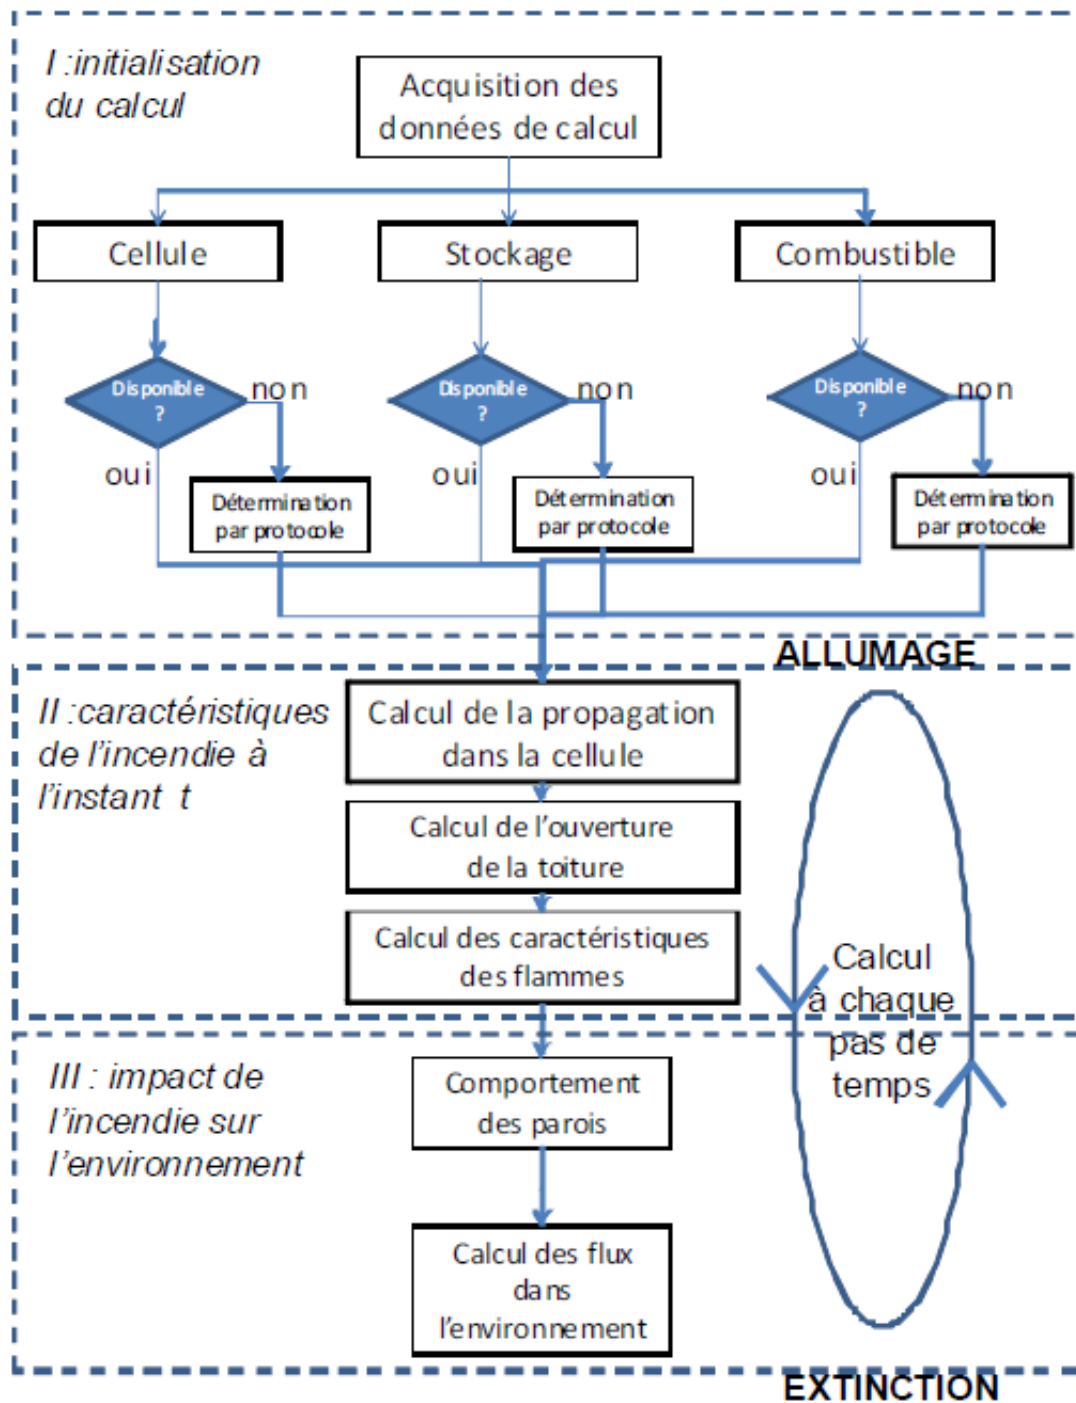 I :initialisation
du calcul
Acquisition des
données de calcul
Cellule
Stockage
Combustible
Disponible
?
non
oui
Disponible
?
non
oui
Disponible
?
non
oui
Détermination
par protocole
Détermination
par protocole
Détermination
par protocole
ALLUMAGE
II :caractéristiques
de l'incendie à
l'instant t
Calcul de la propagation
dans la cellule
Calcul de l'ouverture
de la toiture
Calcul des caractéristiques
des flammes
Calcul
à chaque
pas de
temps
III : impact de
l'incendie sur
l'environnement
Comportement
des parois
Calcul des flux
dans
l'environnement
EXTINCTION